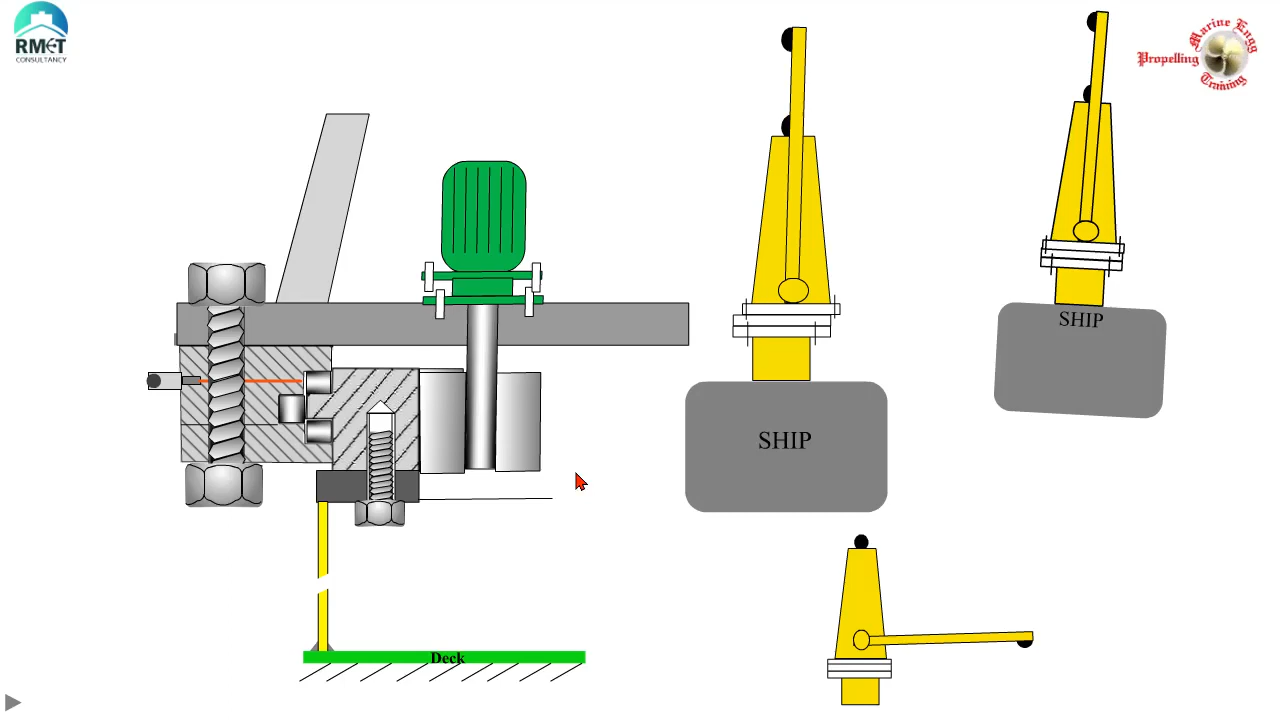 RMET
CONSULTANCY
Marine Engg
Propelling
Training
SHIP
SHIP
Deck